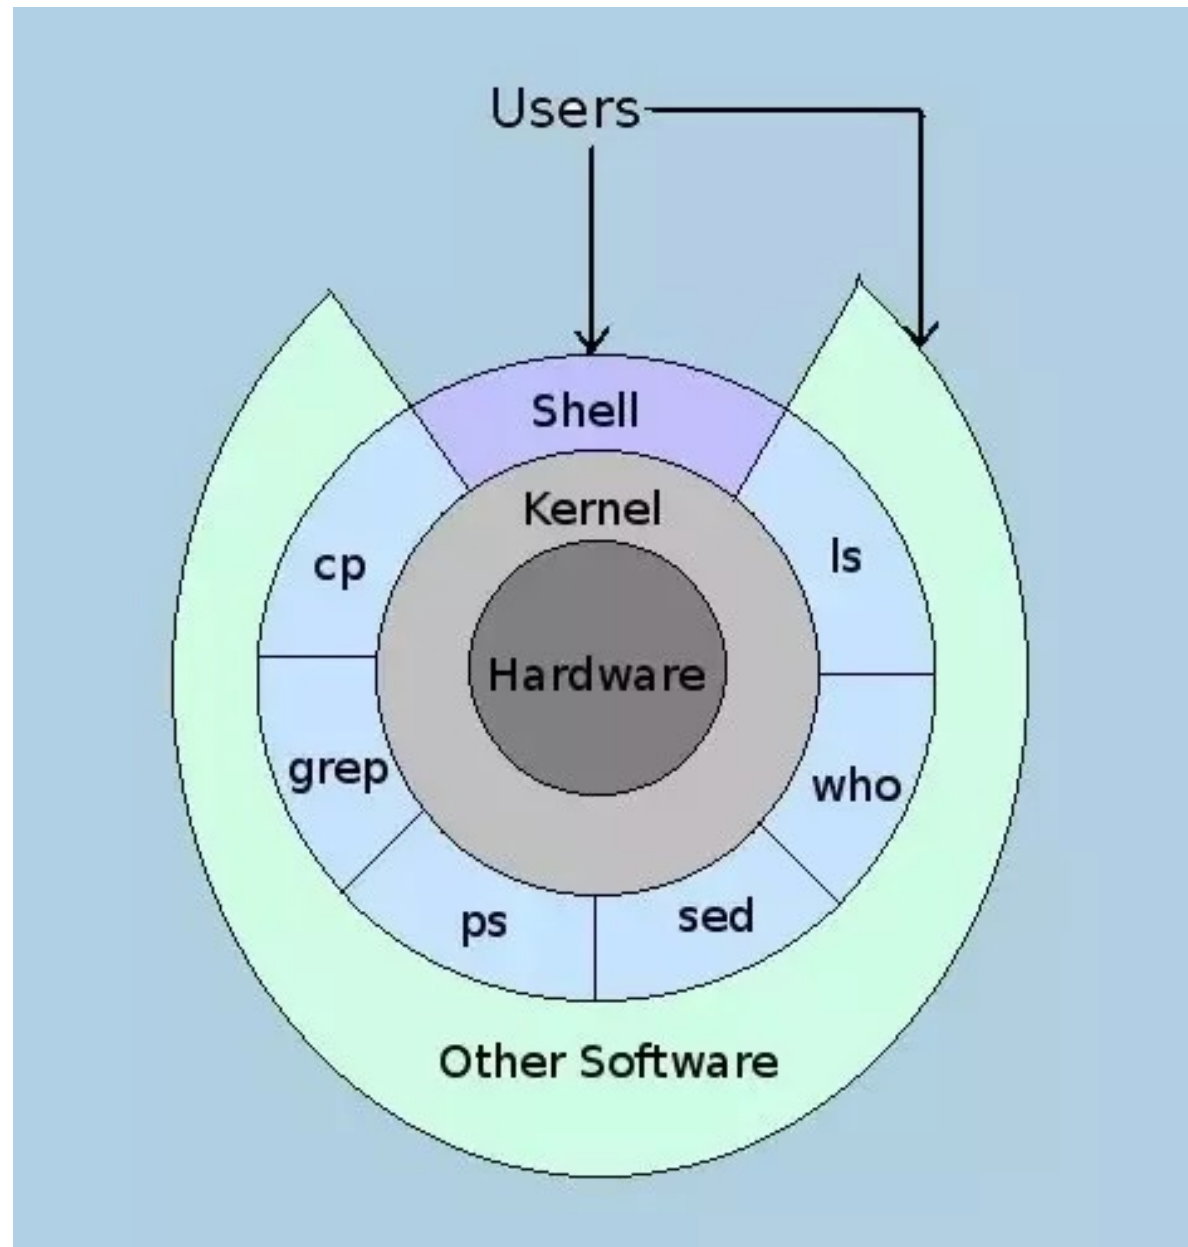 Users
Shell
Kernel
cp
ls
Hardware
grep
who
ps
sed
Other Software